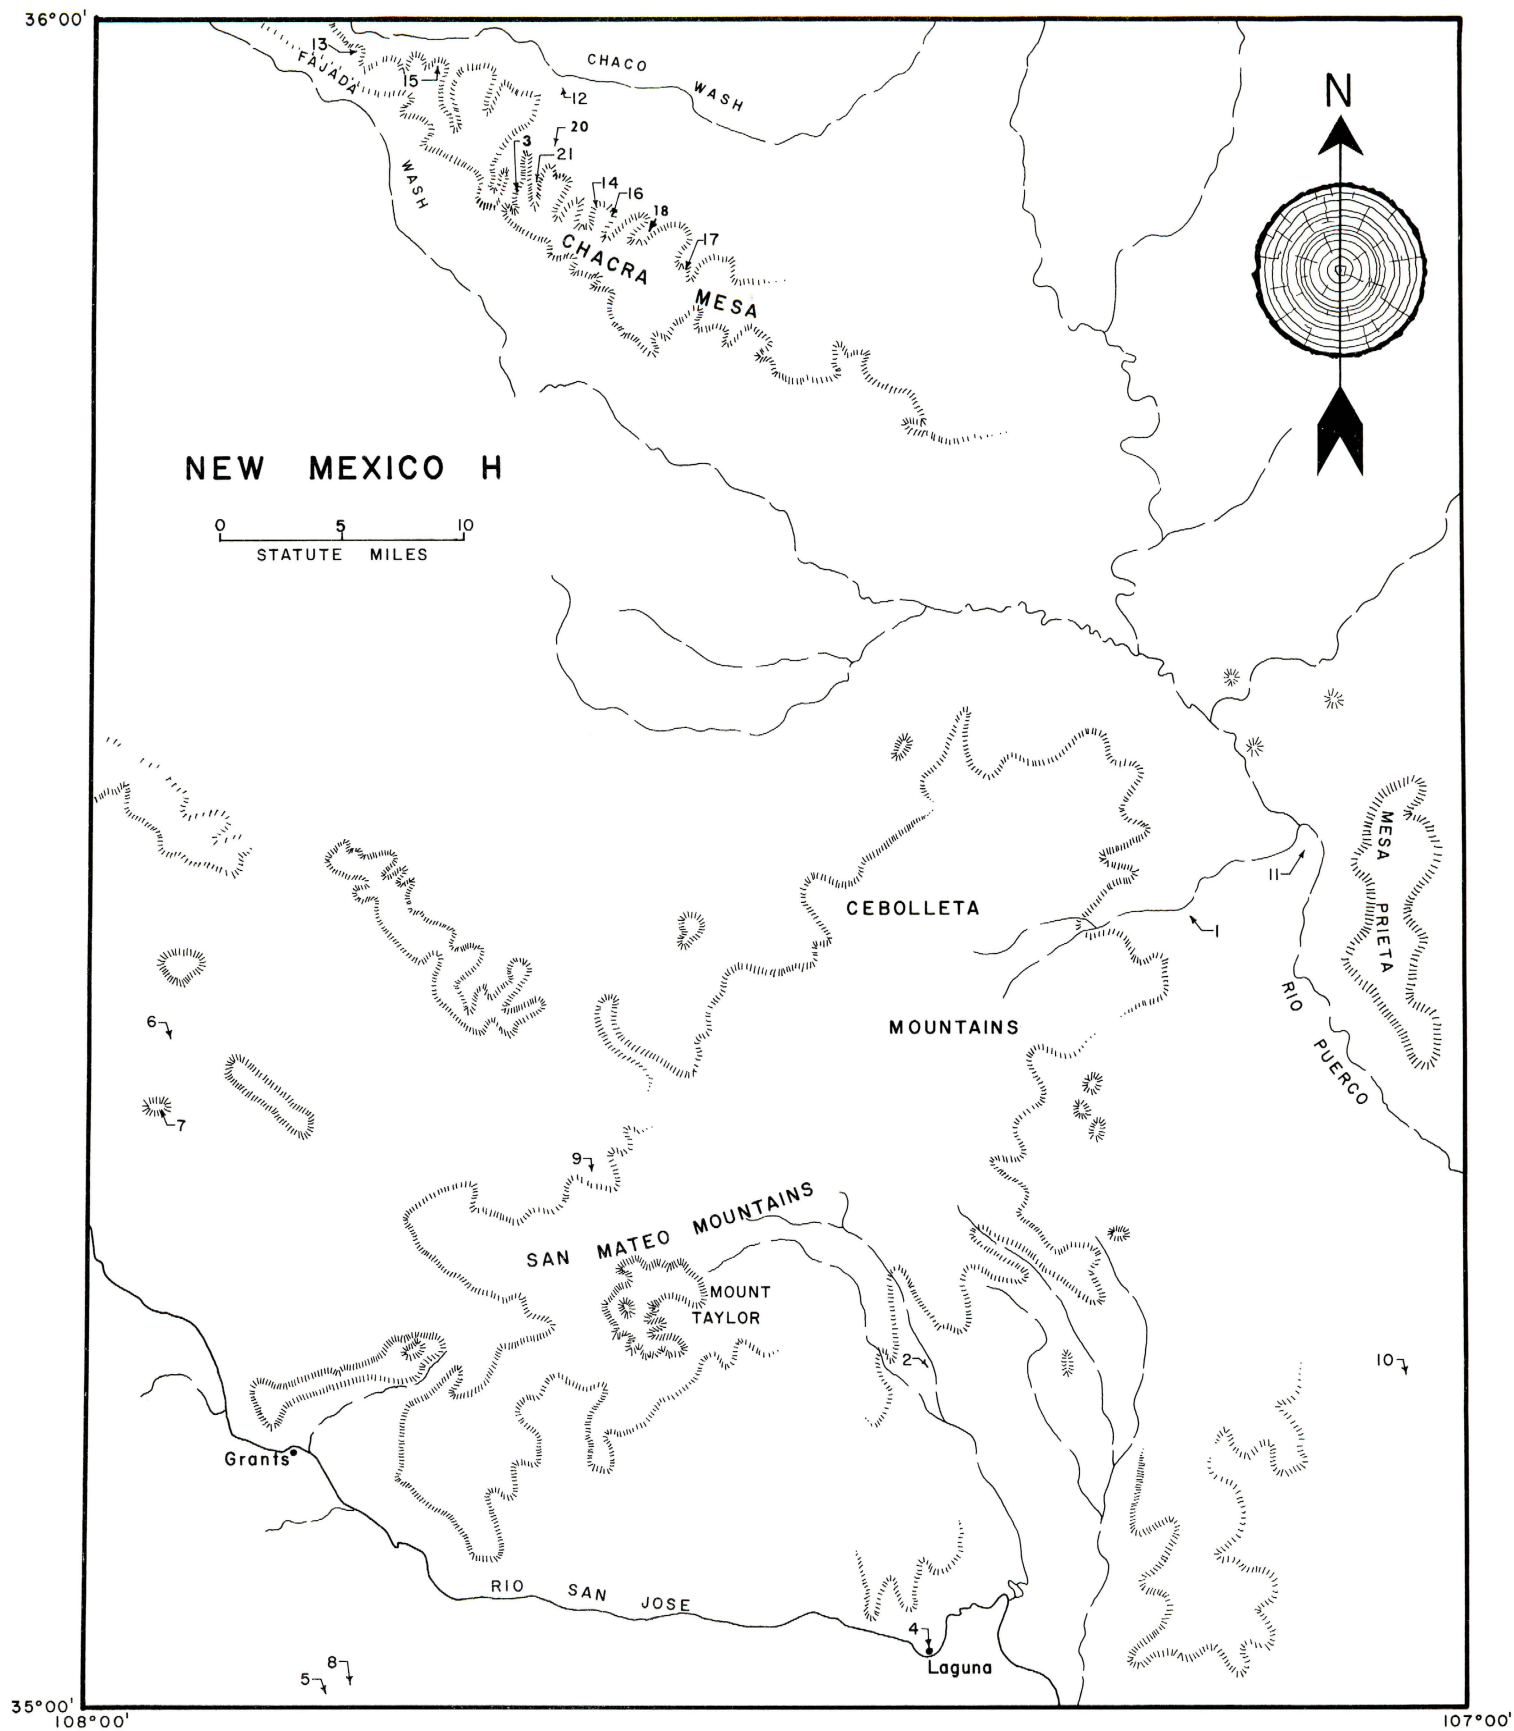 36°00'
N
CHACO
WASH
13
FAJADA
WASH
15
12
20
3
21
14
16
18
17
CHACRA
MESA
NEW MEXICO H
0 5 10
STATUTE MILES
MESA
PRIETA
11
CEBOLLETA
1
MOUNTAINS
RIO
PUERCO
6
7
9
SAN MATEO MOUNTAINS
MOUNT
TAYLOR
2
10
Grants
RIO SAN JOSE
4
Laguna
8
5
35°00'
108°00'
107°00'